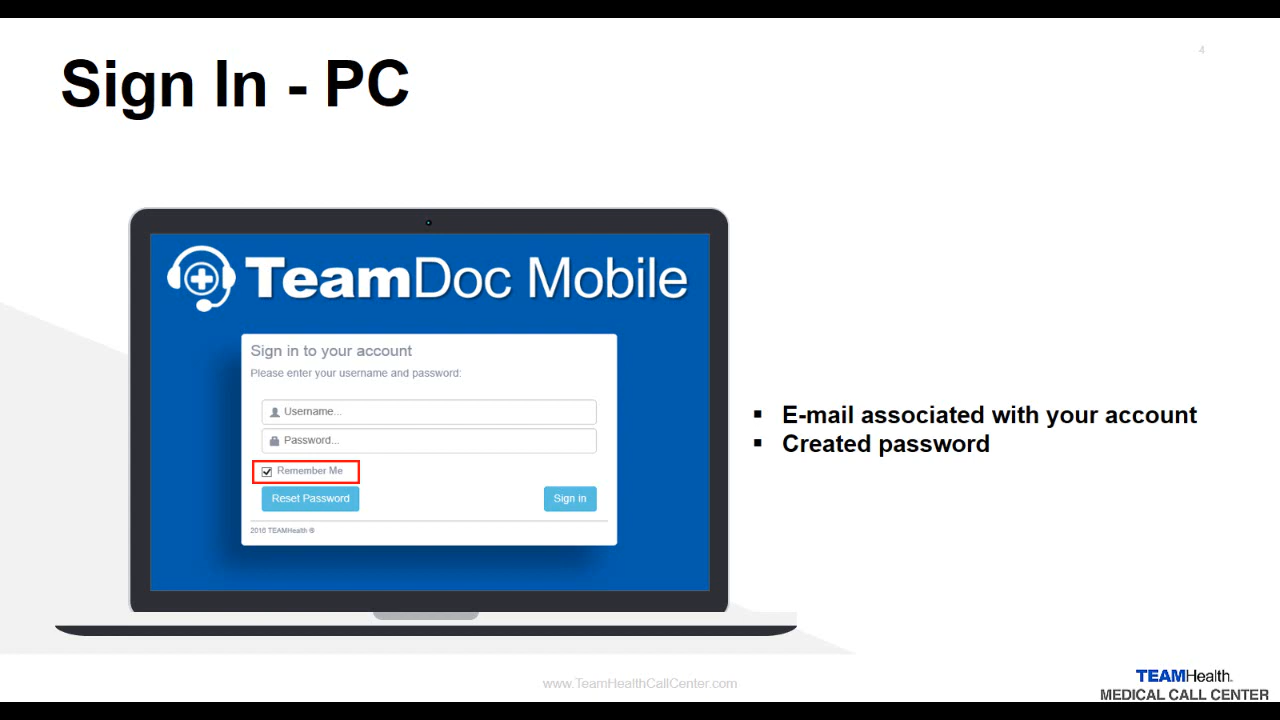 4
Sign In - PC
TeamDoc Mobile
Sign in to your account
Please enter your username and password:
Username...
Password...
Remember Me
Reset Password
Sign in
2016 TEAMHealth ®
▪ E-mail associated with your account
▪ Created password
www.TeamHealthCallCenter.com
TEAMHealth.
MEDICAL CALL CENTER